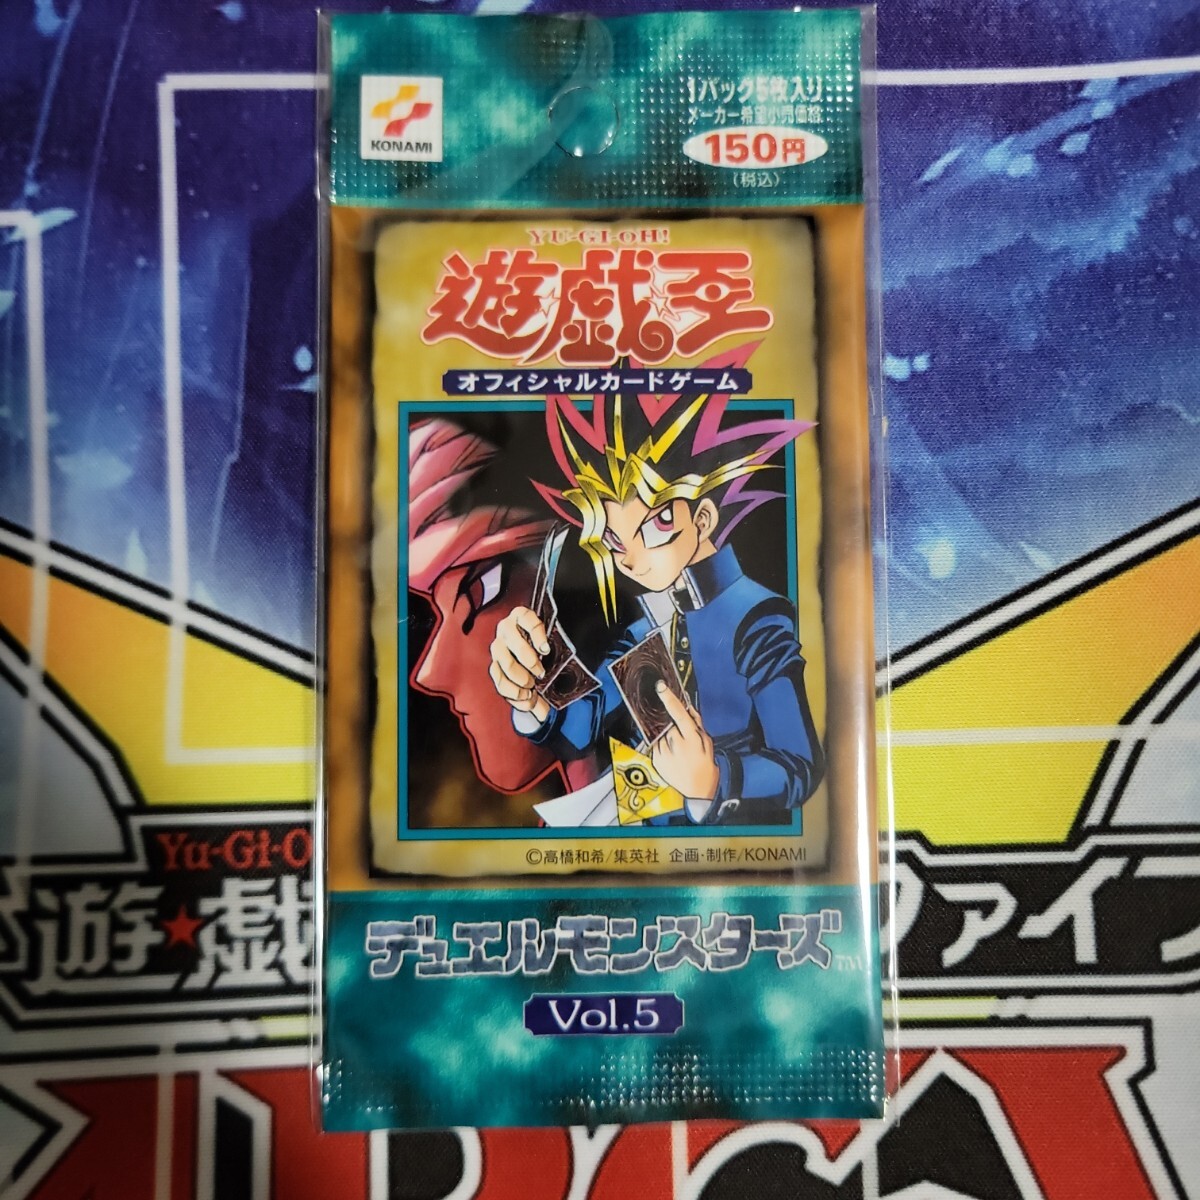 KONAMI
1パック5枚入り
メーカー希望小売価格
150円
(税込)
YU-GI-OH!
遊戯王
オフィシャルカードゲーム
©高橋和希/集英社 企画・制作/KONAMI
デュエルモンスターズ™
Vol.5
Yu-Gi-O
遊★戯
ファイブ